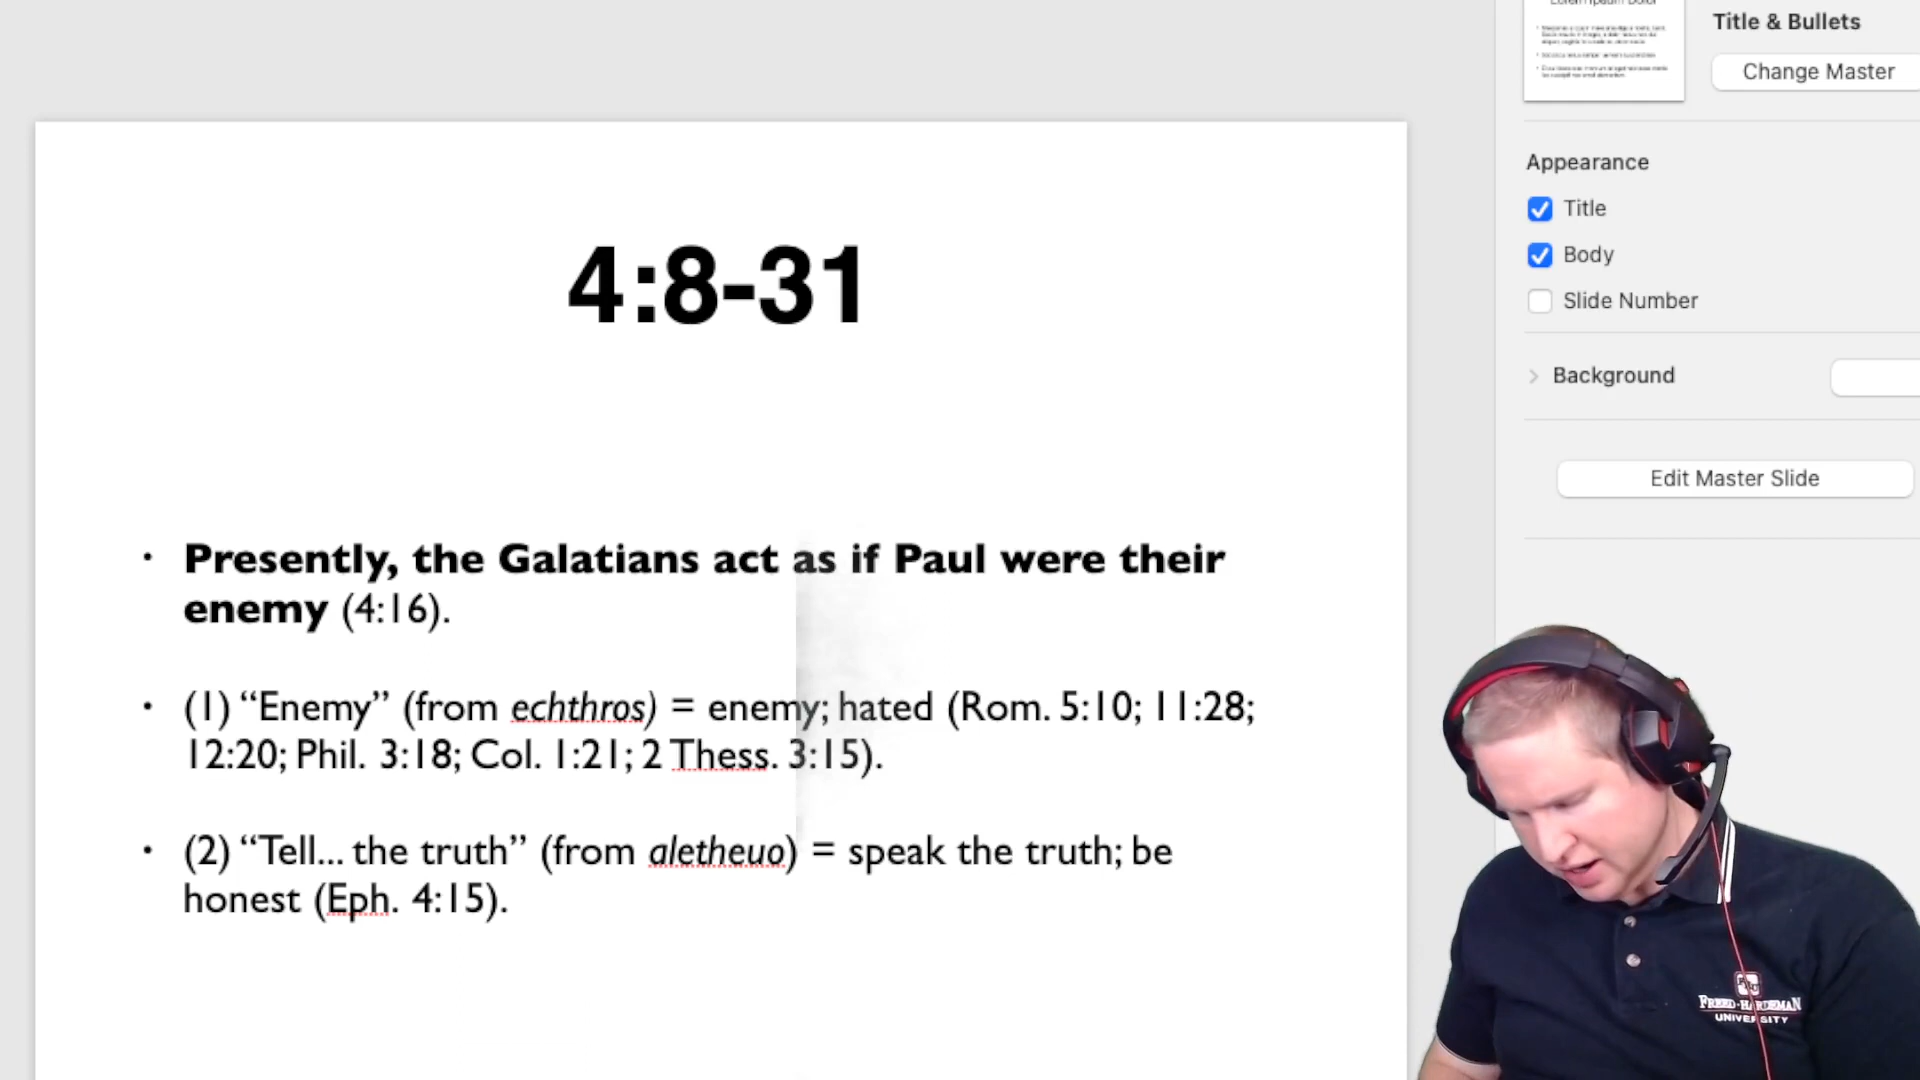 Title & Bullets
Change Master
Appearance
Title
Body
Slide Number
Background
Edit Master Slide
4:8-31
• Presently, the Galatians act as if Paul were their
enemy (4:16).
• (1) “Enemy” (from echthros) = enemy; hated (Rom. 5:10; 11:28;
12:20; Phil. 3:18; Col. 1:21; 2 Thess. 3:15).
• (2) “Tell... the truth” (from aletheuo) = speak the truth; be
honest (Eph. 4:15).
FREED-HARDEMAN
UNIVERSITY